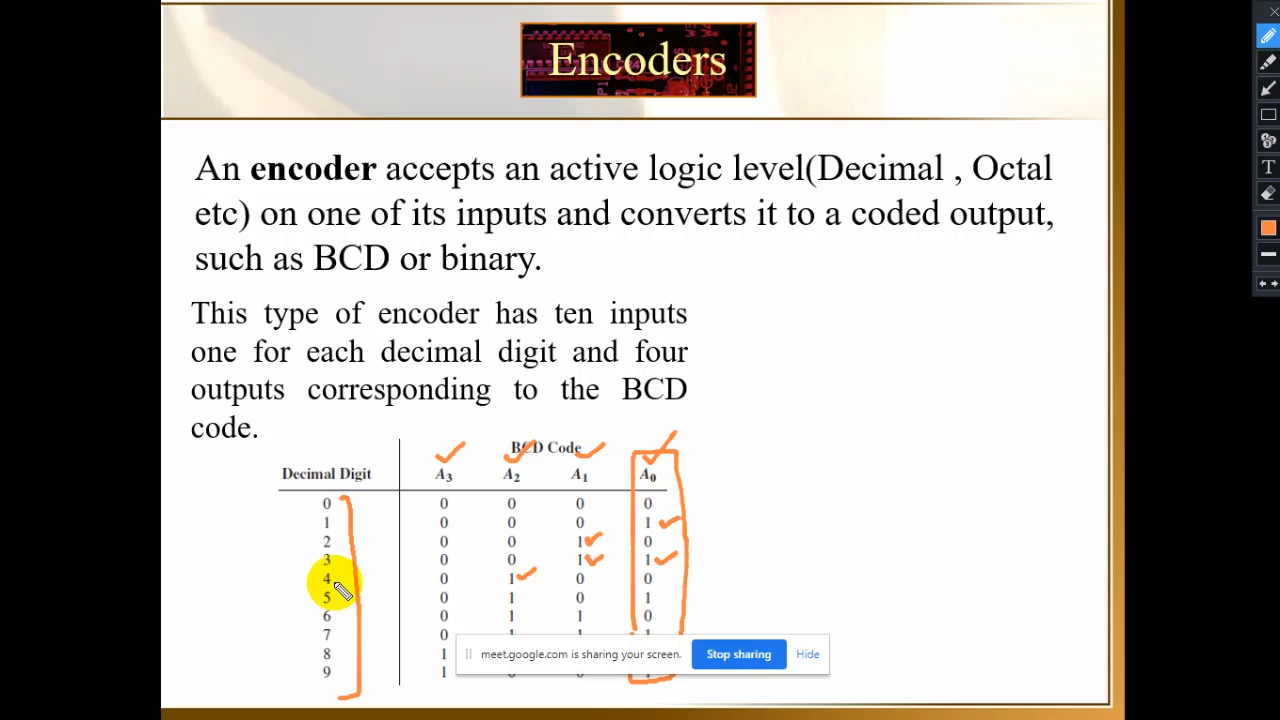 Encoders
An encoder accepts an active logic level(Decimal , Octal
etc) on one of its inputs and converts it to a coded output,
such as BCD or binary.
This type of encoder has ten inputs
one for each decimal digit and four
outputs corresponding to the BCD
code.
BCD Code
Decimal Digit A3 A2 A1 A0
0 0 0 0 0
1 0 0 0 1
2 0 0 1 0
3 0 0 1 1
4 0 1 0 0
5 0 1 0 1
6 0 1 1 0
7 0
8 1
9 1
meet.google.com is sharing your screen. Stop sharing Hide
T